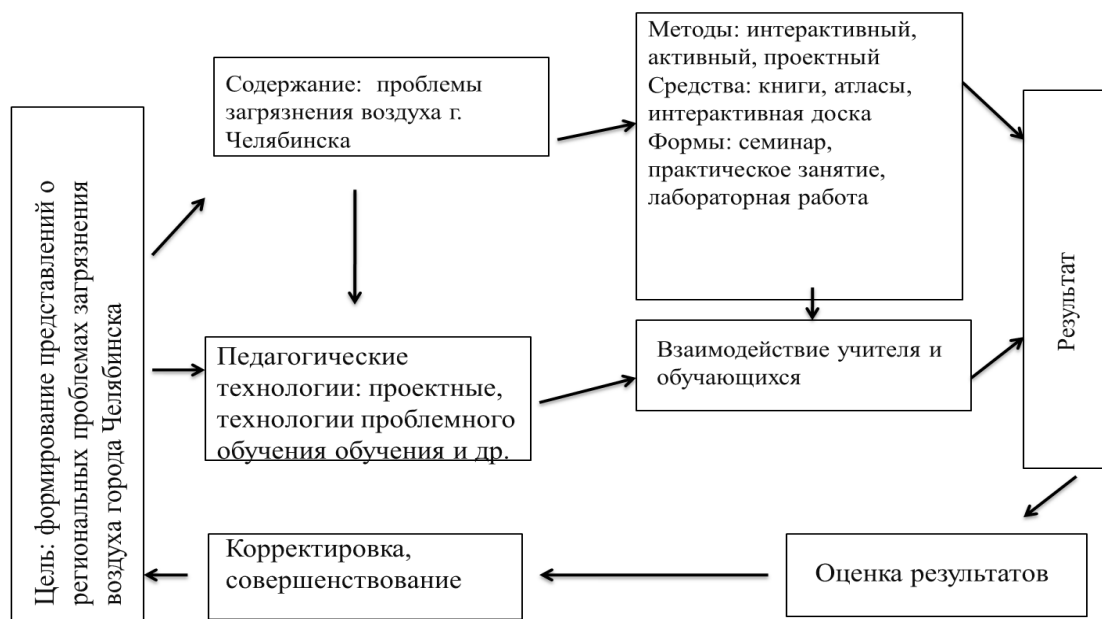 Цель: формирование представлений о
региональных проблемах загрязнения
воздуха города Челябинска
Содержание: проблемы
загрязнения воздуха г.
Челябинска
Методы: интерактивный,
активный, проектный
Средства: книги, атласы,
интерактивная доска
Формы: семинар,
практическое занятие,
лабораторная работа
Педагогические
технологии: проектные,
технологии проблемного
обучения обучения и др.
Взаимодействие учителя и
обучающихся
Результат
Корректировка,
совершенствование
Оценка результатов